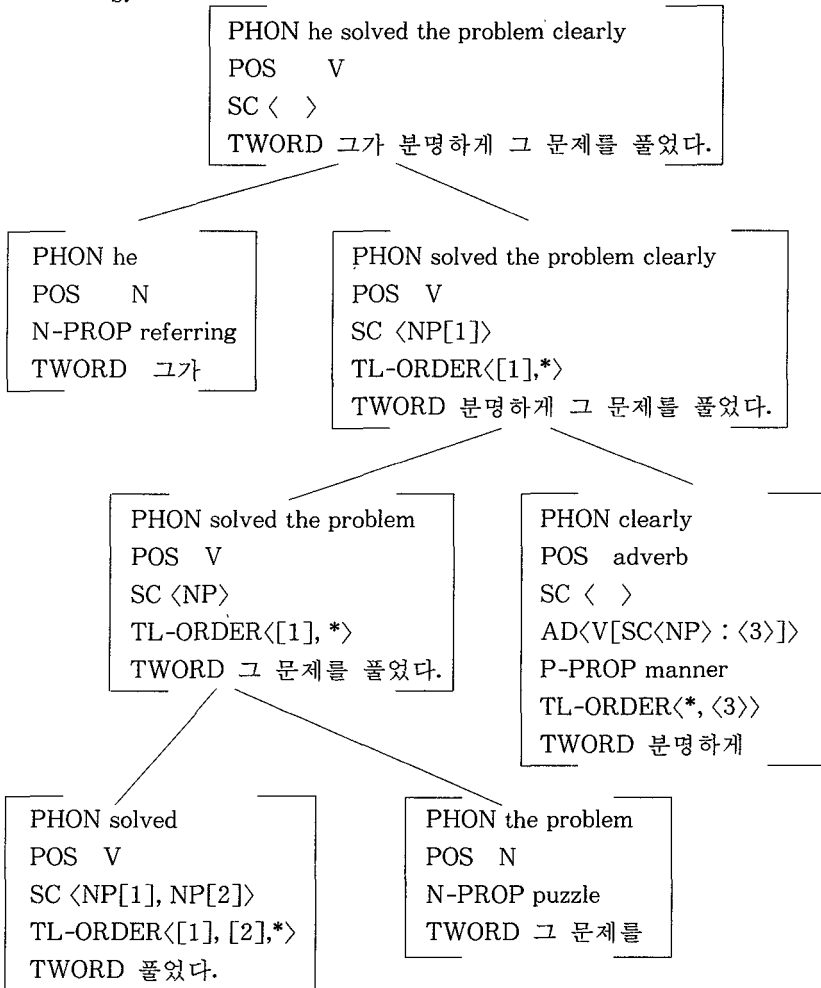 PHON he solved the problem clearly
POS V
SC〈 〉
TWORD 그가 분명하게 그 문제를 풀었다.
PHON he
POS N
N-PROP referring
TWORD 그가
PHON solved the problem clearly
POS V
SC〈NP[1]〉
TL-ORDER〈[1],*〉
TWORD 분명하게 그 문제를 풀었다.
PHON solved the problem
POS V
SC〈NP〉
TL-ORDER〈[1], *〉
TWORD 그 문제를 풀었다.
PHON clearly
POS adverb
SC〈 〉
AD〈V[SC〈NP〉:〈3〉]〉
P-PROP manner
TL-ORDER〈*,〈3〉〉
TWORD 분명하게
PHON solved
POS V
SC〈NP[1], NP[2]〉
TL-ORDER〈[1], [2],*〉
TWORD 풀었다.
PHON the problem
POS N
N-PROP puzzle
TWORD 그 문제를